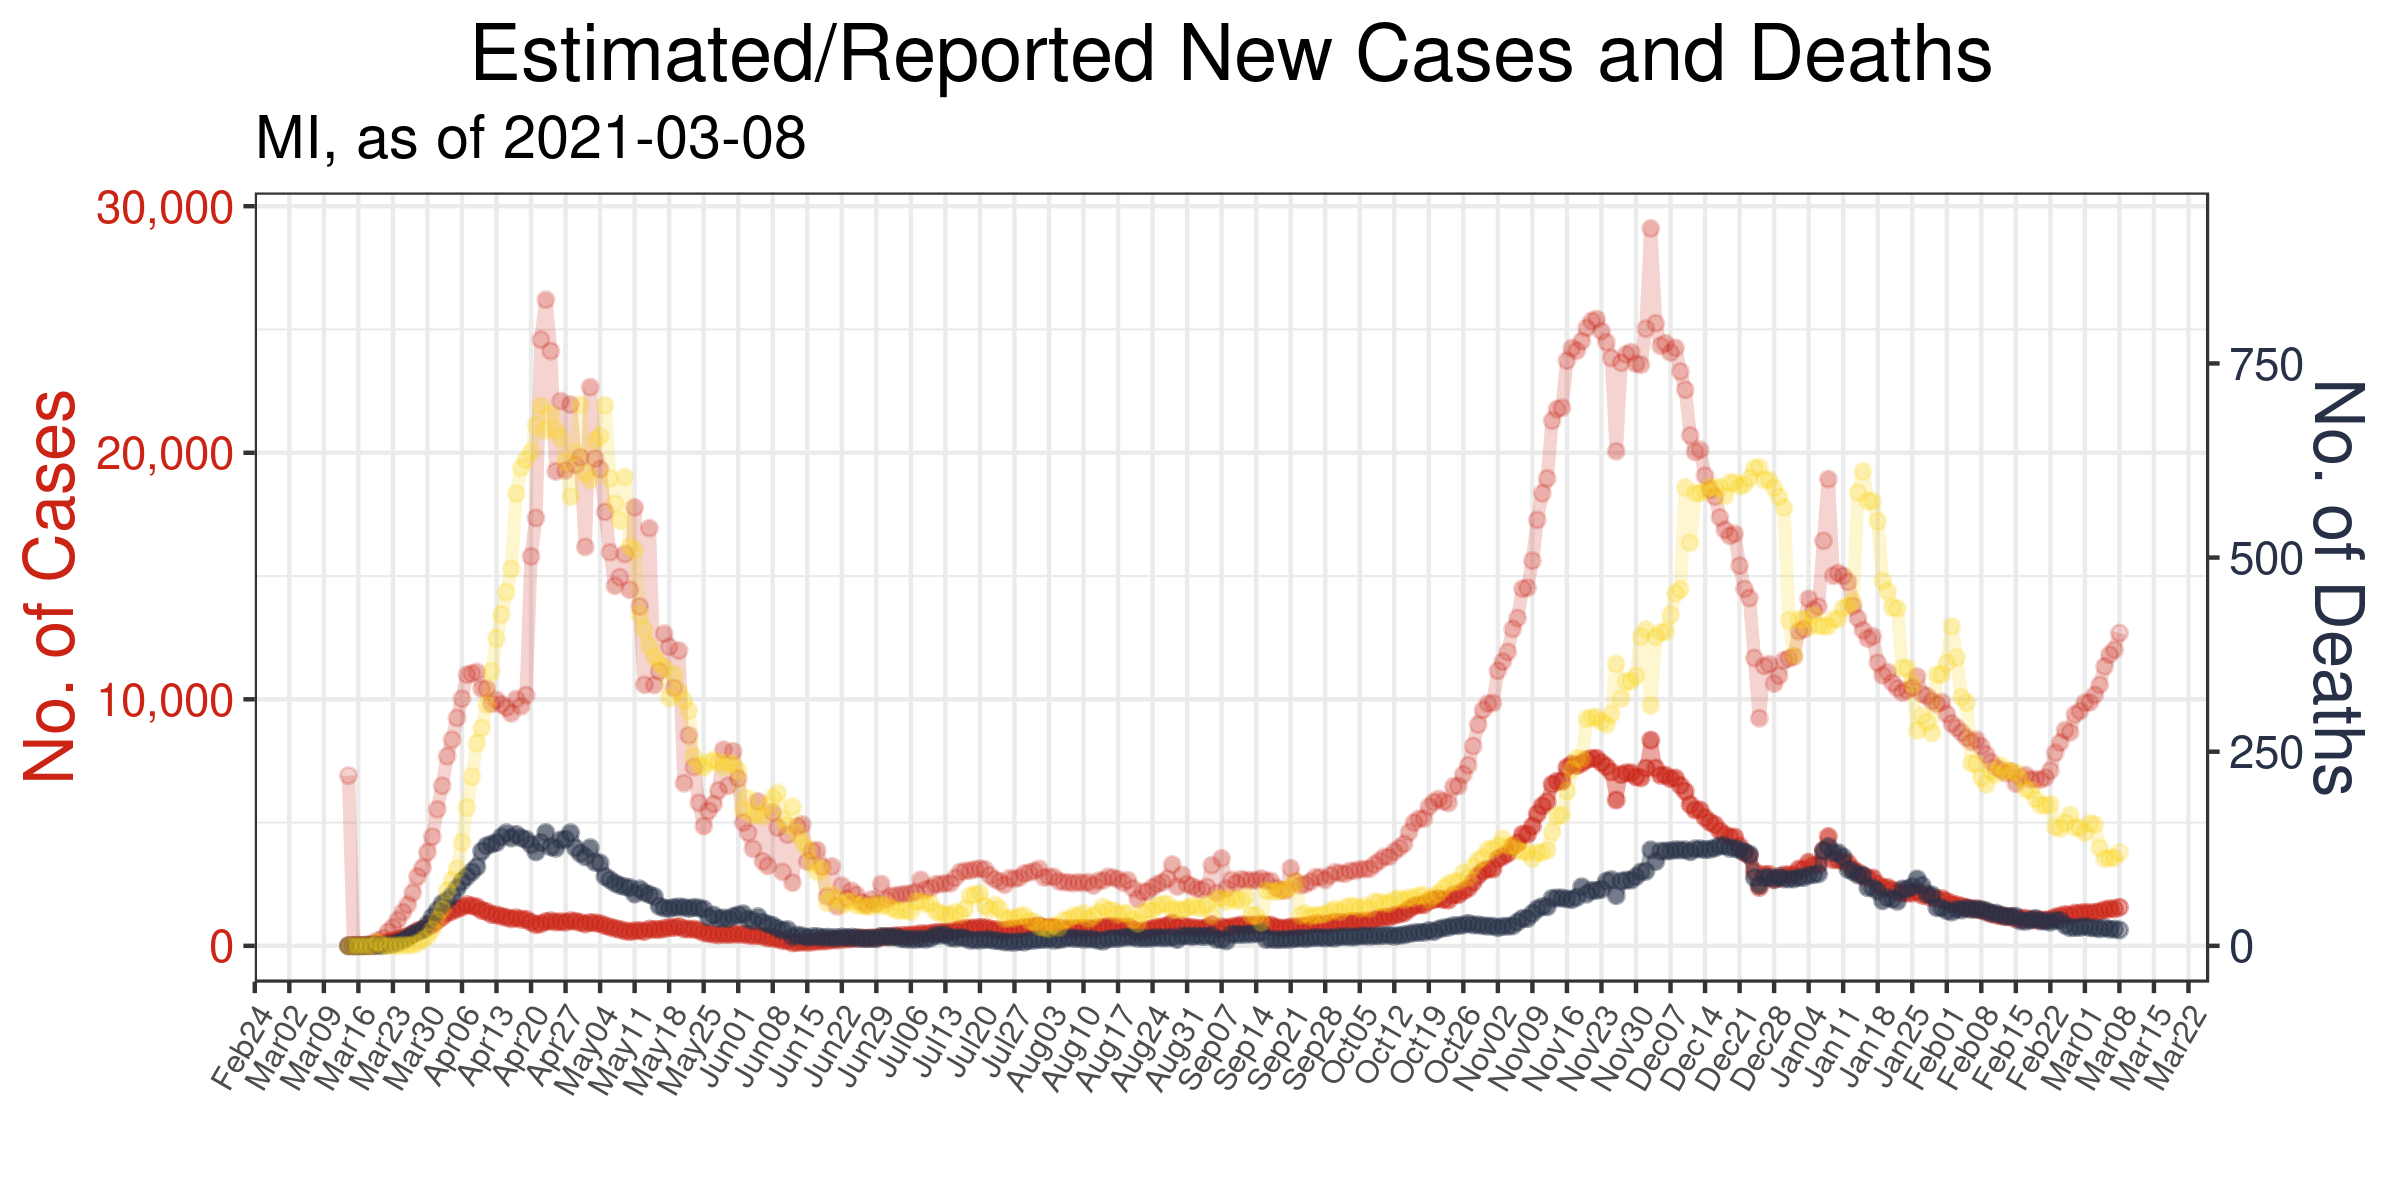 Estimated/Reported New Cases and Deaths
MI, as of 2021-03-08
No. of Cases
30,000
20,000
10,000
0
750
500
250
0
No. of Deaths
Feb24
Mar02
Mar09
Mar16
Mar23
Mar30
Apr06
Apr13
Apr20
Apr27
May04
May11
May18
May25
Jun01
Jun08
Jun15
Jun22
Jun29
Jul06
Jul13
Jul20
Jul27
Aug03
Aug10
Aug17
Aug24
Aug31
Sep07
Sep14
Sep21
Sep28
Oct05
Oct12
Oct19
Oct26
Nov02
Nov09
Nov16
Nov23
Nov30
Dec07
Dec14
Dec21
Dec28
Jan04
Jan11
Jan18
Jan25
Feb01
Feb08
Feb15
Feb22
Mar01
Mar08
Mar15
Mar22